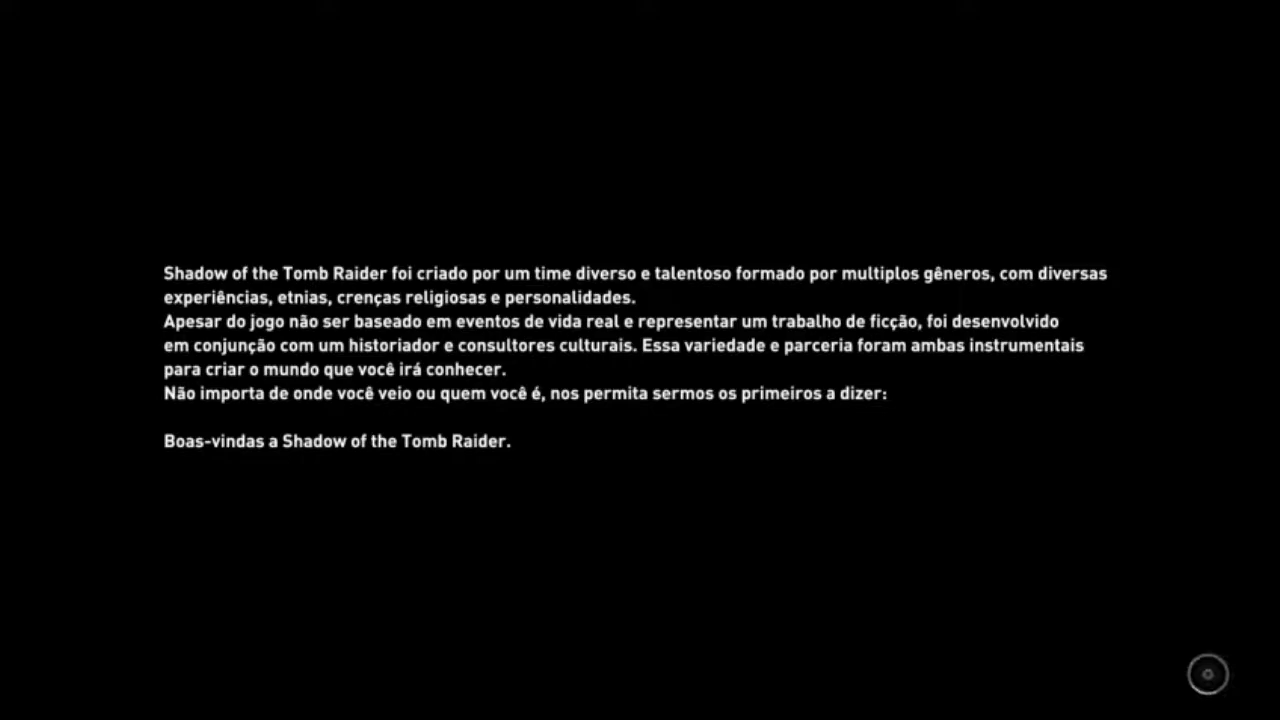 Shadow of the Tomb Raider foi criado por um time diverso e talentoso formado por multiplos gêneros, com diversas
experiências, etnias, crenças religiosas e personalidades.
Apesar do jogo não ser baseado em eventos de vida real e representar um trabalho de ficção, foi desenvolvido
em conjunção com um historiador e consultores culturais. Essa variedade e parceria foram ambas instrumentais
para criar o mundo que você irá conhecer.
Não importa de onde você veio ou quem você é, nos permita sermos os primeiros a dizer:
Boas-vindas a Shadow of the Tomb Raider.